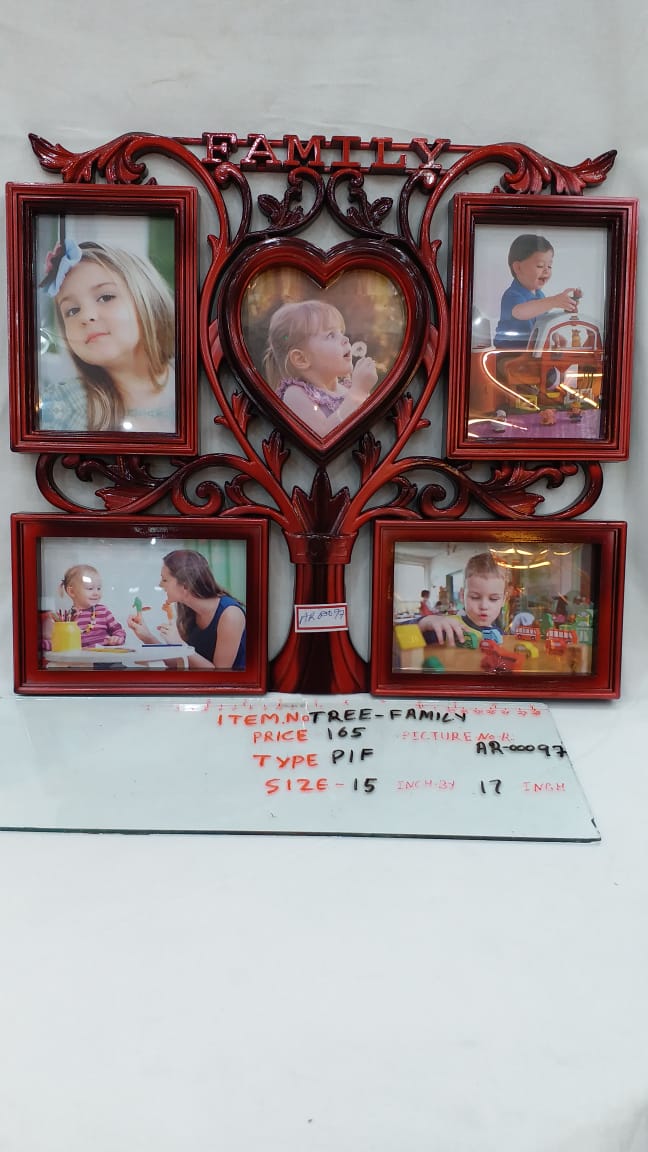 FAMILY
AR-00097
ITEM.No TREE-FAMILY
PRICE 165 PICTURE No.R.
AR-00097
TYPE PIF
SIZE - 15 INCH-BY 17 INGH